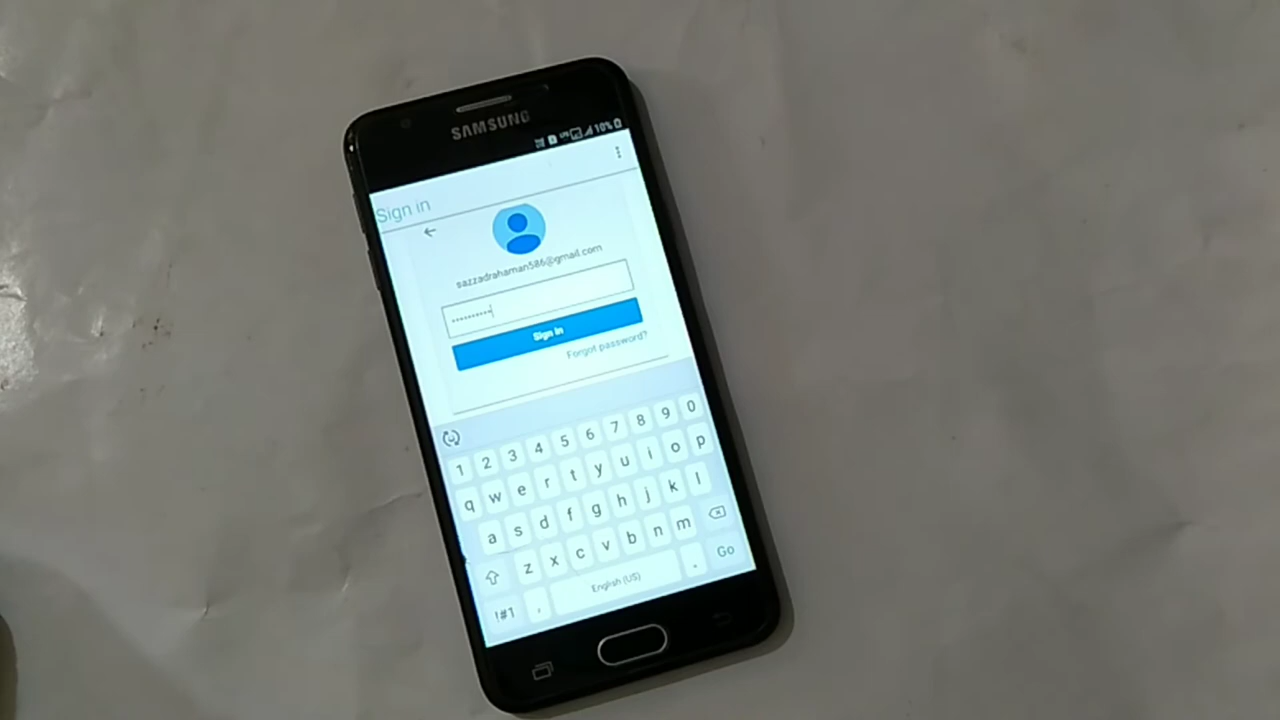 SAMSUNG
10%
Sign in
sazzadrahaman586@gmail.com
Sign in
Forgot password?
1 2 3 4 5 6 7 8 9 0
q w e r t y u i o p
a s d f g h j k l
z x c v b n m
!#1 , English (US) . Go